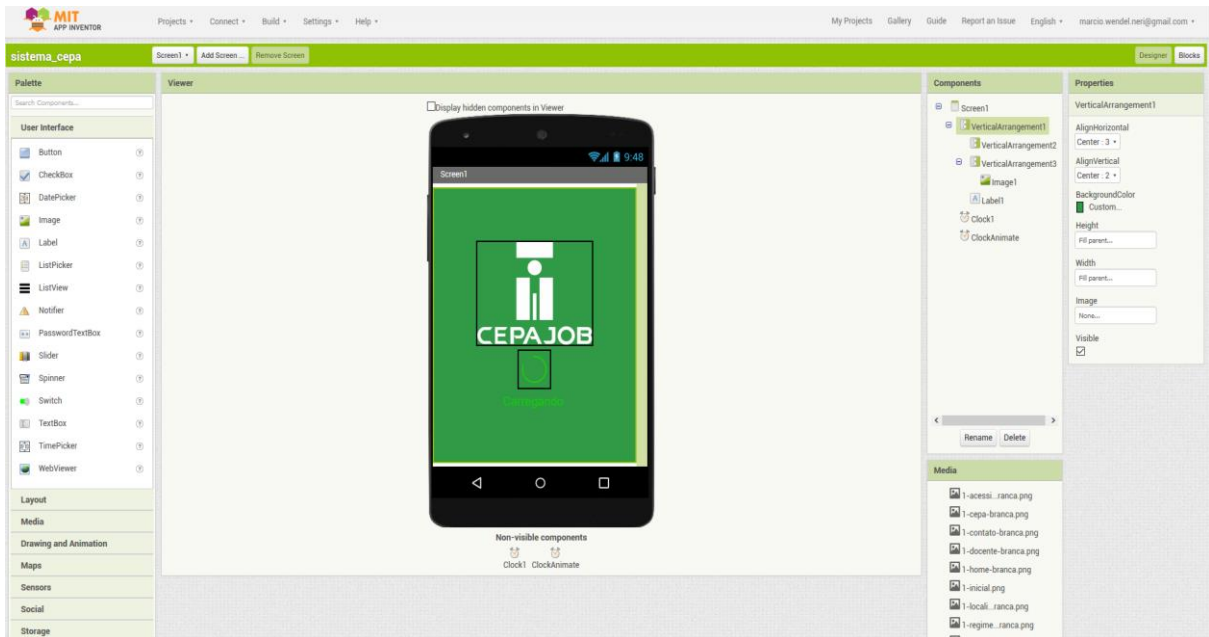 MIT
APP INVENTOR
Projects Connect Build Settings Help
My Projects Gallery Guide Report an Issue English marcio.wendel.neri@gmail.com
sistema_cepa
Screen1 Add Screen ... Remove Screen
Designer Blocks
Palette
Search Components...
User Interface
Button
CheckBox
DatePicker
Image
Label
ListPicker
ListView
Notifier
PasswordTextBox
Slider
Spinner
Switch
TextBox
TimePicker
WebViewer
Layout
Media
Drawing and Animation
Maps
Sensors
Social
Storage
Viewer
Display hidden components in Viewer
9:48
Screen1
CEPAJOB
Carregando
Non-visible components
Clock1 ClockAnimate
Components
Screen1
VerticalArrangement1
VerticalArrangement2
VerticalArrangement3
Image1
Label1
Clock1
ClockAnimate
Rename Delete
Media
1-acessi...ranca.png
1-cepa-branca.png
1-contato-branca.png
1-docente-branca.png
1-home-branca.png
1-inicial.png
1-locali...ranca.png
1-regime...ranca.png
Properties
VerticalArrangement1
AlignHorizontal
Center : 3
AlignVertical
Center : 2
BackgroundColor
Custom...
Height
Fill parent...
Width
Fill parent...
Image
None...
Visible